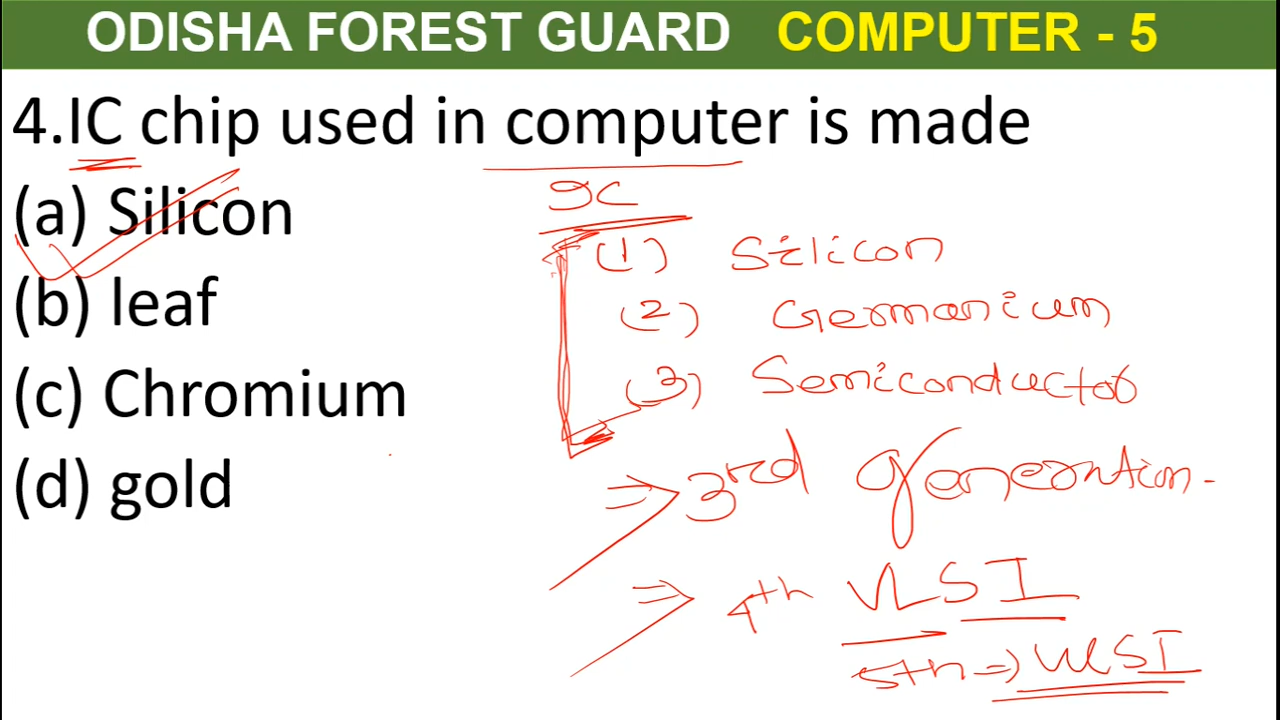 ODISHA FOREST GUARD COMPUTER - 5
4.IC chip used in computer is made
(a) Silicon
(b) leaf
(c) Chromium
(d) gold
IC
(1) Silicon
(2) Germanium
(3) Semiconductor
⇒ 3rd Generation.
⇒ 4th VLSI
5th ⇒ VLSI